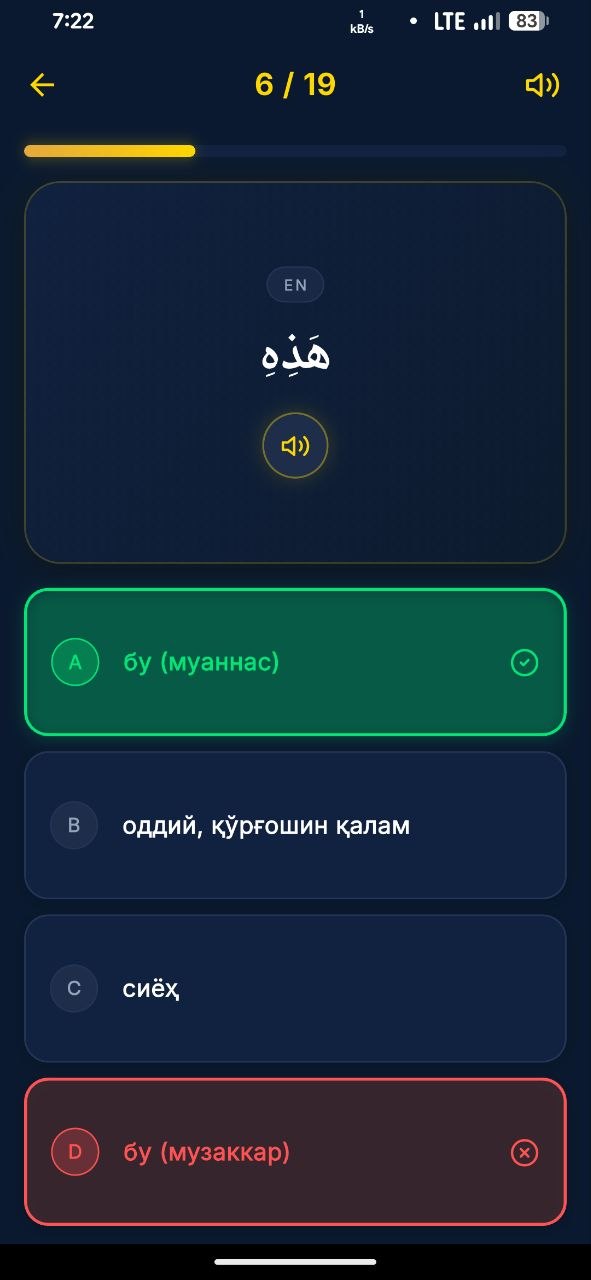 7:22
1
kB/s
LTE
83
6 / 19
EN
هَذِهِ
A
бу (муаннас)
B
оддий, қўрғошин қалам
C
сиёҳ
D
бу (музаккар)